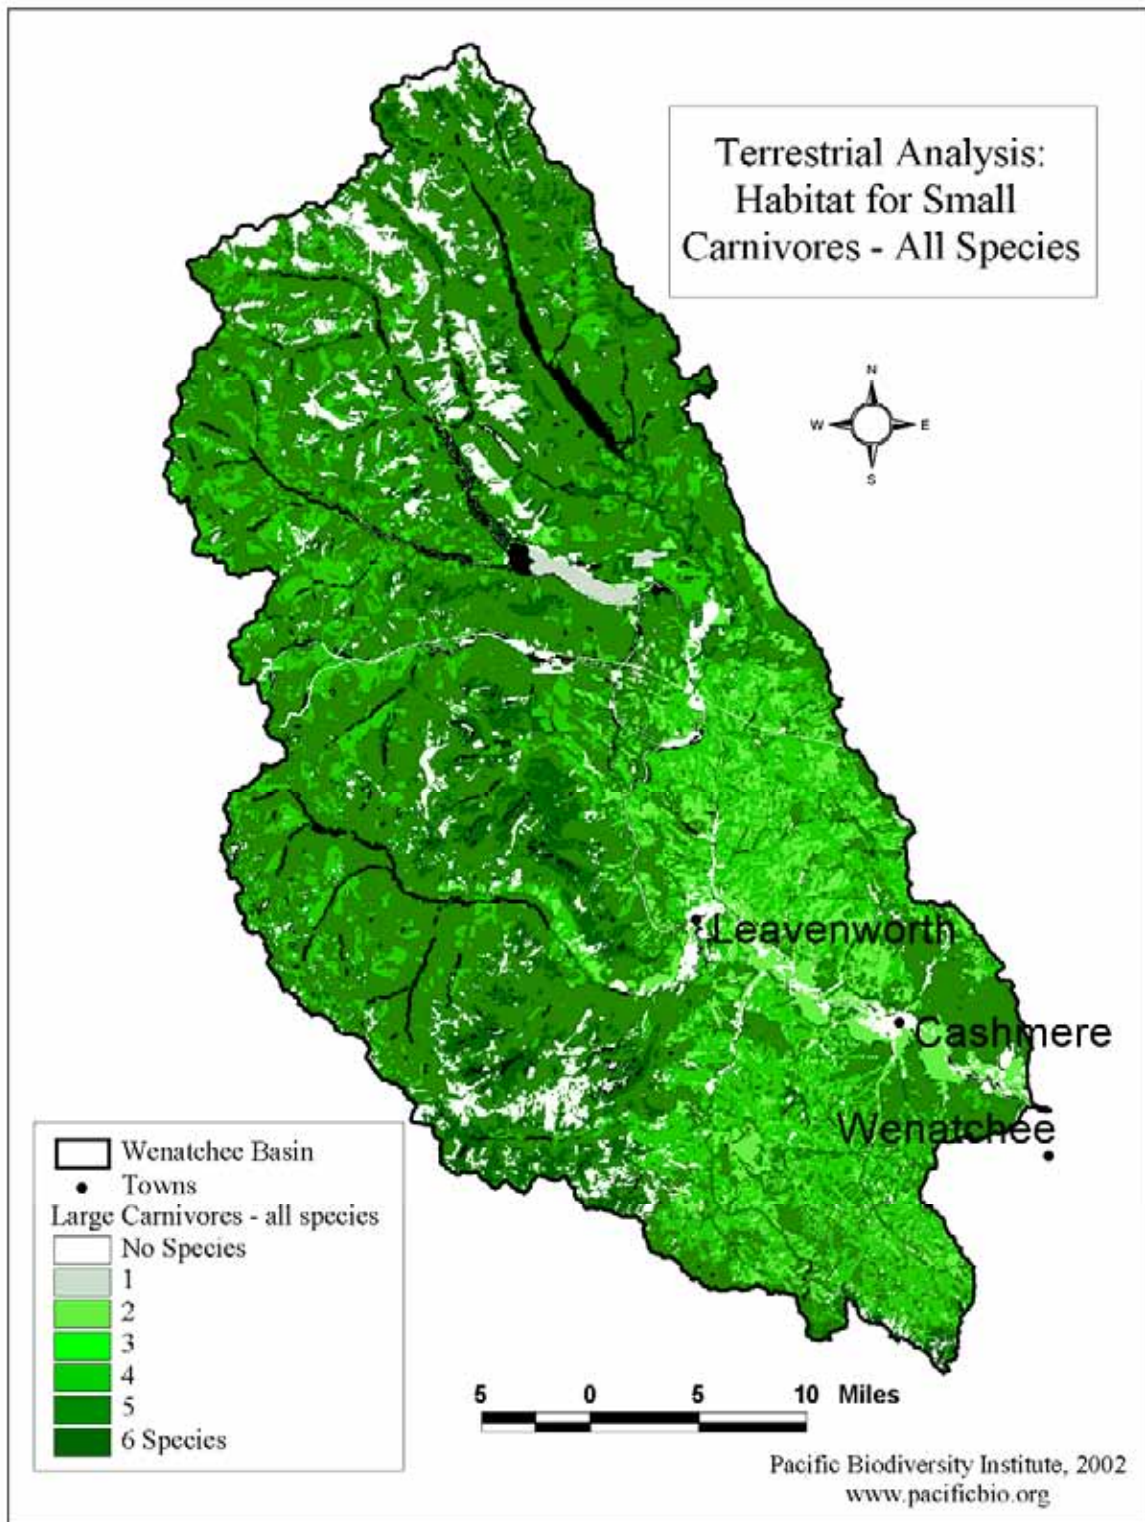 Terrestrial Analysis:
Habitat for Small
Carnivores - All Species
N
W
E
S
Leavenworth
Cashmere
Wenatchee
Wenatchee Basin
Towns
Large Carnivores - all species
No Species
1
2
3
4
5
6 Species
5 0 5 10 Miles
Pacific Biodiversity Institute, 2002
www.pacificbio.org